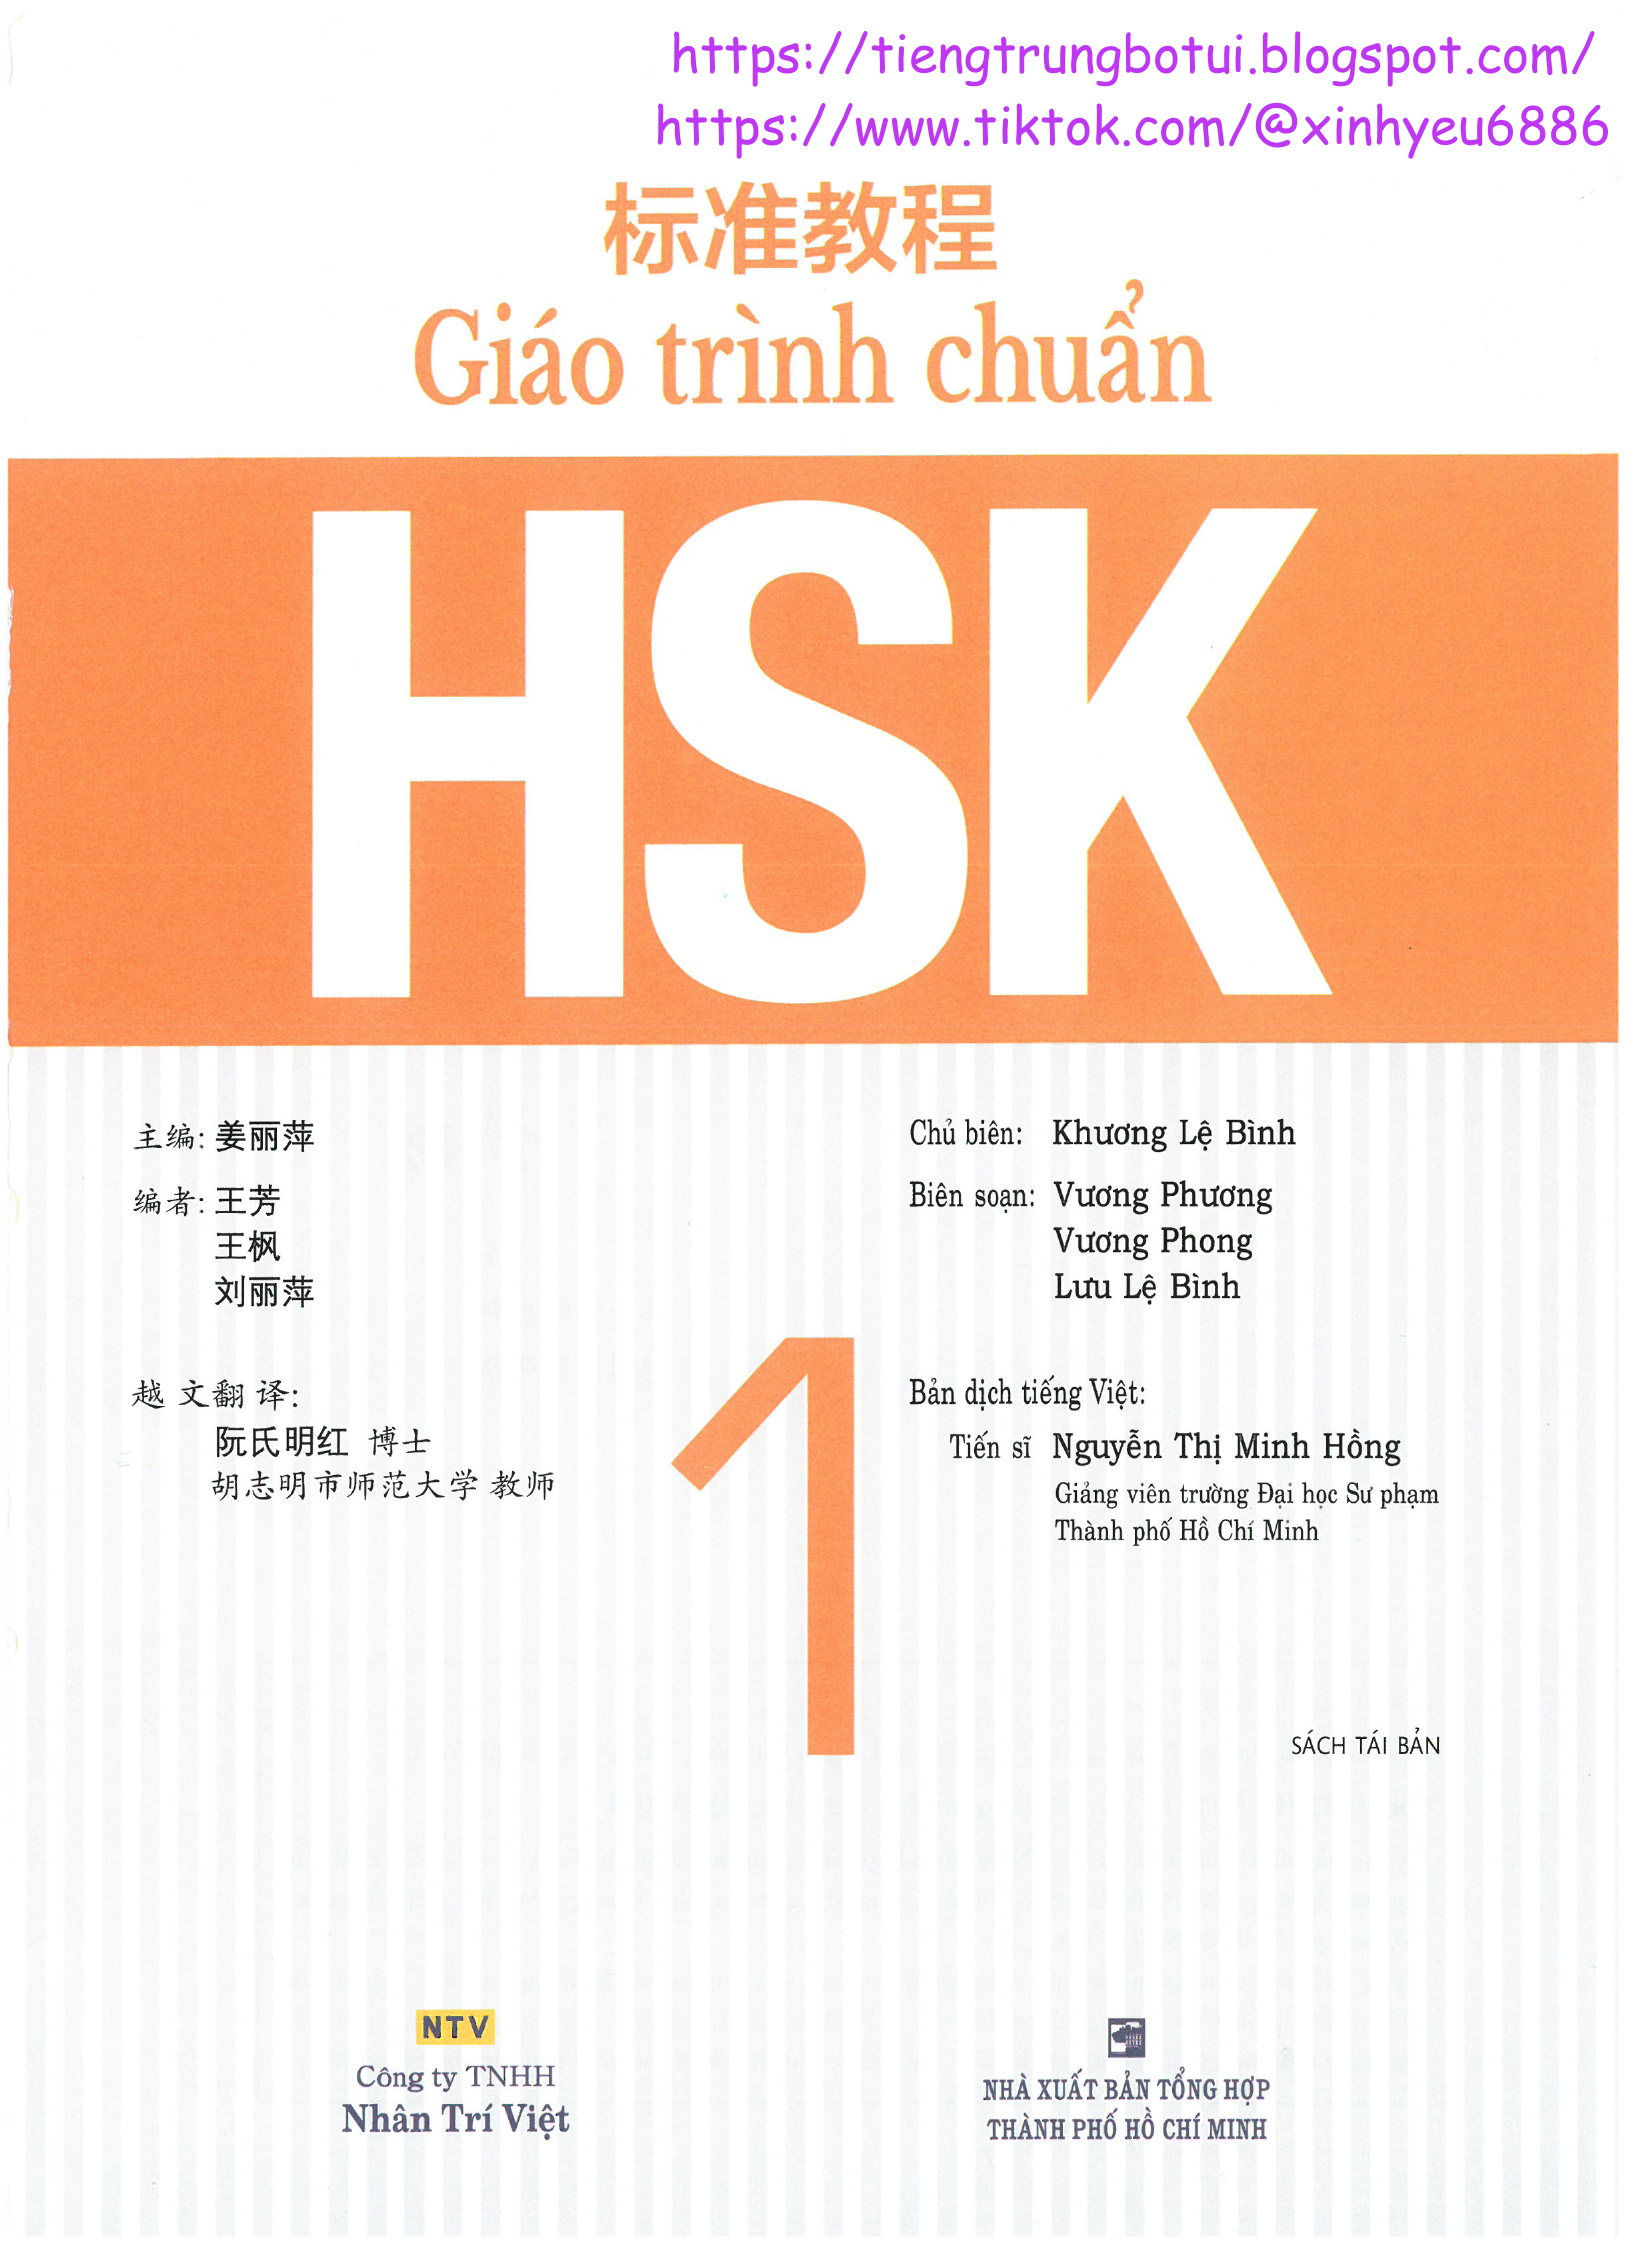 https://tiengtrungbotui.blogspot.com/
https://www.tiktok.com/@xinhyeu6886
标准教程
Giáo trình chuẩn
HSK
主编: 姜丽萍
编者: 王芳
王枫
刘丽萍
越文翻译:
阮氏明红 博士
胡志明市师范大学 教师
1
Chủ biên: Khương Lệ Bình
Biên soạn: Vương Phương
Vương Phong
Lưu Lệ Bình
Bản dịch tiếng Việt:
Tiến sĩ Nguyễn Thị Minh Hồng
Giảng viên trường Đại học Sư phạm
Thành phố Hồ Chí Minh
SÁCH TÁI BẢN
NTV
Công ty TNHH
Nhân Trí Việt
NHÀ XUẤT BẢN TỔNG HỢP
THÀNH PHỐ HỒ CHÍ MINH